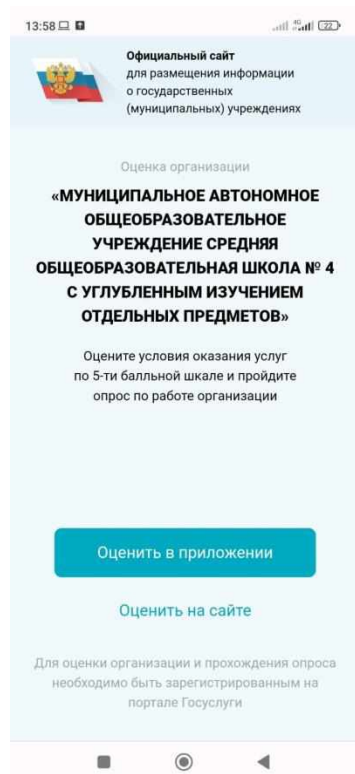 13:58
4G
22
Официальный сайт
для размещения информации
о государственных
(муниципальных) учреждениях
Оценка организации
«МУНИЦИПАЛЬНОЕ АВТОНОМНОЕ
ОБЩЕОБРАЗОВАТЕЛЬНОЕ
УЧРЕЖДЕНИЕ СРЕДНЯЯ
ОБЩЕОБРАЗОВАТЕЛЬНАЯ ШКОЛА № 4
С УГЛУБЛЕННЫМ ИЗУЧЕНИЕМ
ОТДЕЛЬНЫХ ПРЕДМЕТОВ»
Оцените условия оказания услуг
по 5-ти балльной шкале и пройдите
опрос по работе организации
Оценить в приложении
Оценить на сайте
Для оценки организации и прохождения опроса
необходимо быть зарегистрированным на
портале Госуслуги